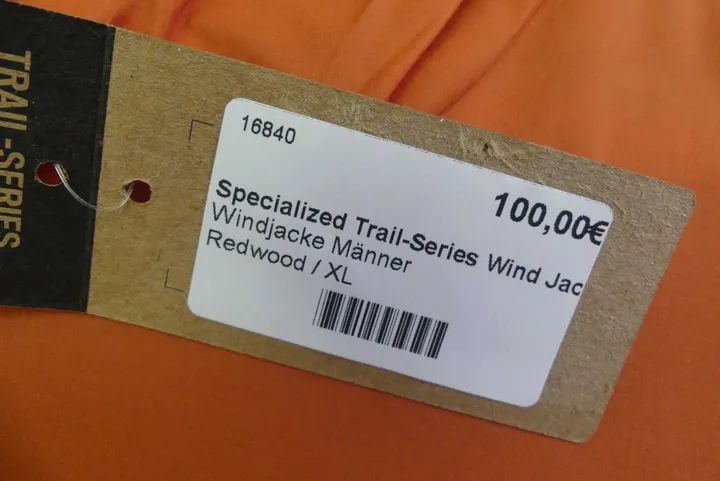 TRAIL-SERIES
16840
100,00€
Specialized Trail-Series Wind Jac
Windjacke Männer
Redwood / XL